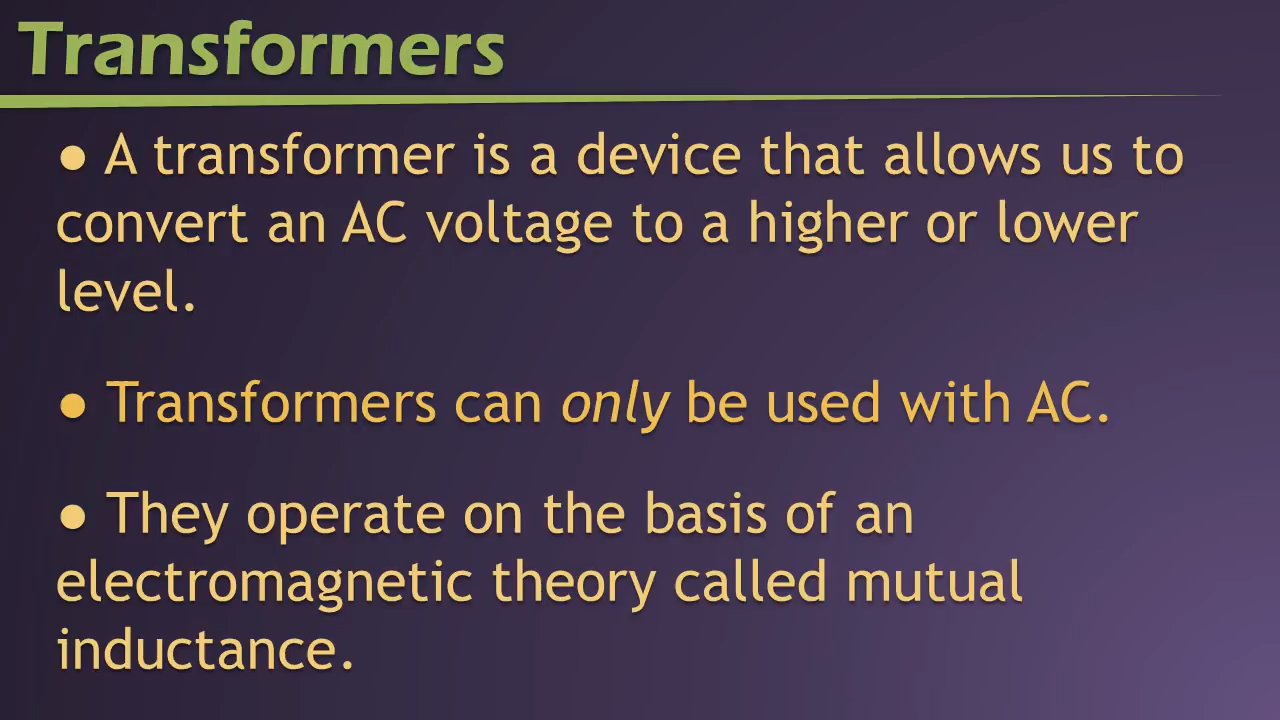 Transformers
● A transformer is a device that allows us to
convert an AC voltage to a higher or lower
level.
● Transformers can only be used with AC.
● They operate on the basis of an
electromagnetic theory called mutual
inductance.